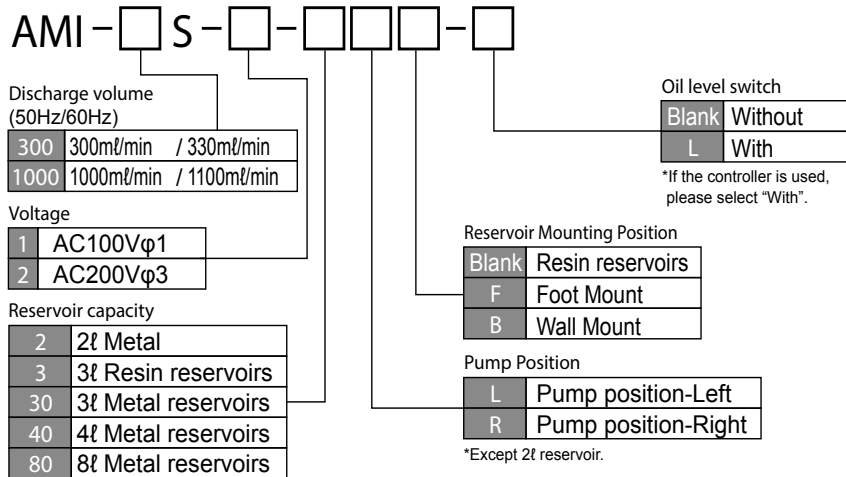 AMI-□S-□-□□□-□
Discharge volume
(50Hz/60Hz)
300 300mℓ/min / 330mℓ/min
1000 1000mℓ/min / 1100mℓ/min
Voltage
1 AC100Vφ1
2 AC200Vφ3
Reservoir capacity
2 2ℓ Metal
3 3ℓ Resin reservoirs
30 3ℓ Metal reservoirs
40 4ℓ Metal reservoirs
80 8ℓ Metal reservoirs
Oil level switch
Blank Without
L With
*If the controller is used,
please select “With”.
Reservoir Mounting Position
Blank Resin reservoirs
F Foot Mount
B Wall Mount
Pump Position
L Pump position-Left
R Pump position-Right
*Except 2ℓ reservoir.